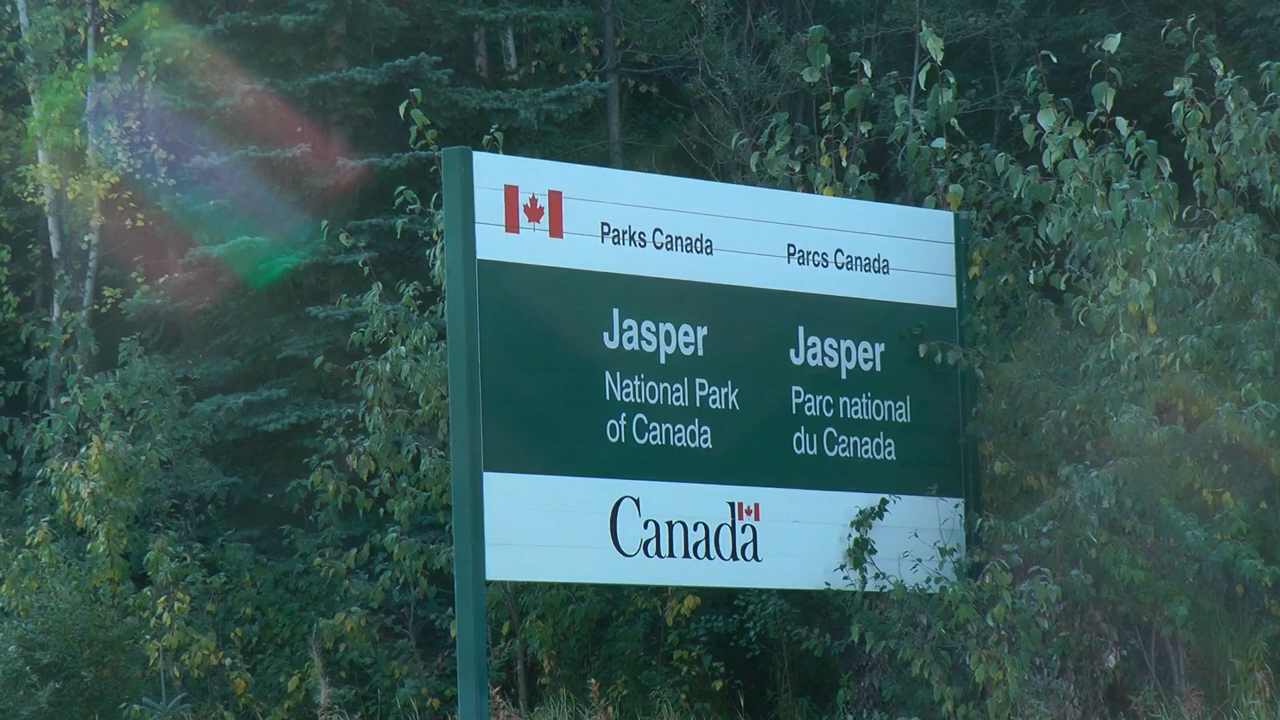 Parks Canada
Parcs Canada
Jasper
National Park
of Canada
Jasper
Parc national
du Canada
Canada